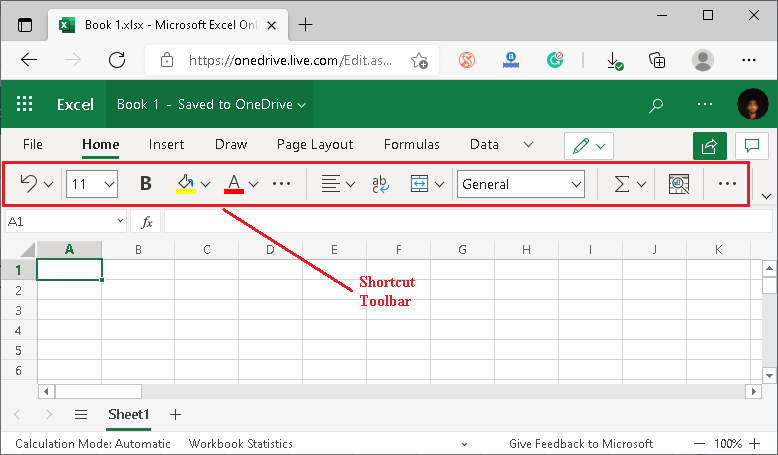 Book 1.xlsx - Microsoft Excel Onl
https://onedrive.live.com/Edit.as...
Excel Book 1 - Saved to OneDrive
File Home Insert Draw Page Layout Formulas Data
11 B A ... ab General Σ ...
A1 fx
A B C D E F G H I J K
1
2
3
4
5
6
Shortcut
Toolbar
Sheet1
Calculation Mode: Automatic Workbook Statistics Give Feedback to Microsoft 100%